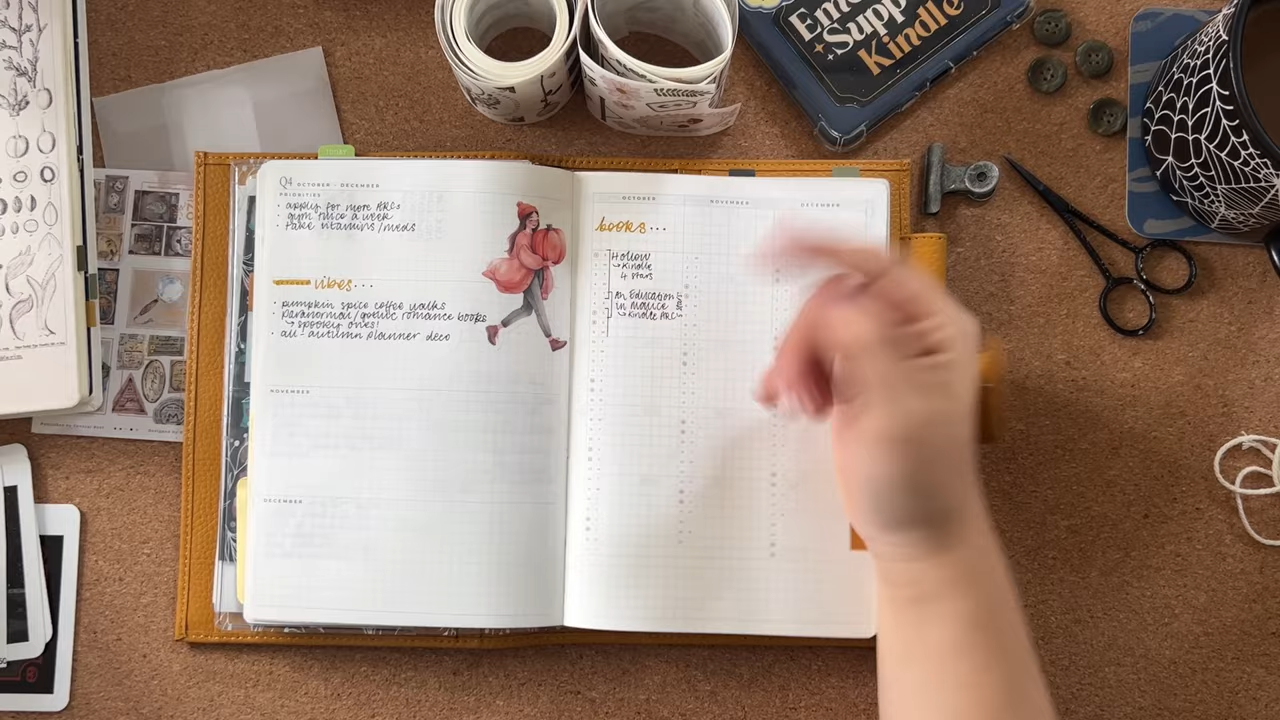 Supp
Kindle
TODAY
Q4 OCTOBER - DECEMBER
PRIORITIES
· apply for more ARCs
· gym twice a week
· take vitamins/meds
vibes...
· pumpkin spice coffee walks
· paranormal/gothic romance books
↳ spooky ones!
· all-autumn planner deco
NOVEMBER
DECEMBER
OCTOBER
NOVEMBER
DECEMBER
books...
Hollow
↳ Kindle
4 stars
An Education
in Malice
↳ Kindle ARC